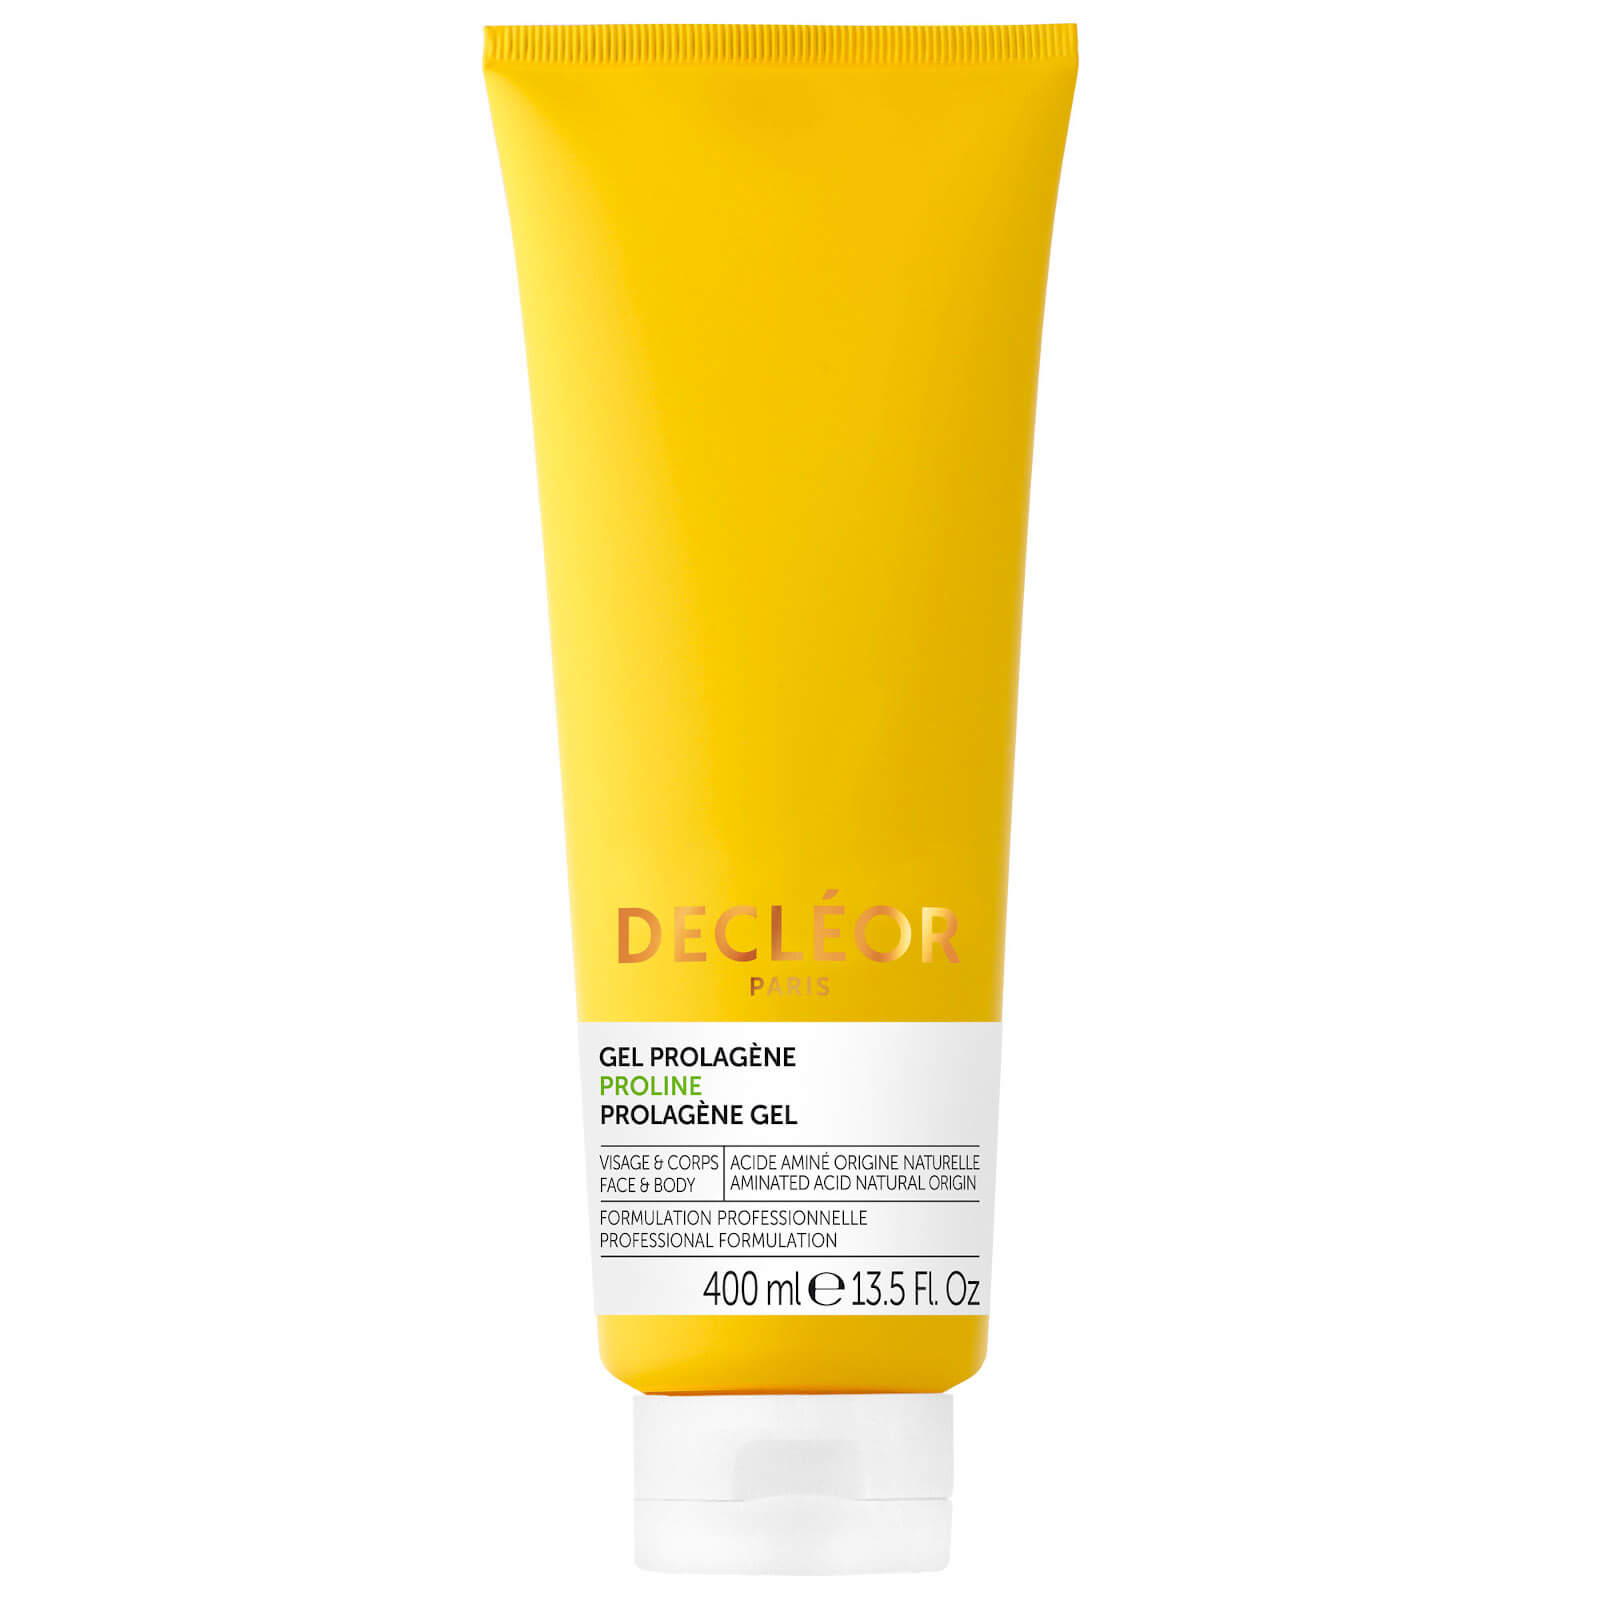 DECLÉOR
PARIS
GEL PROLAGÈNE
PROLINE
PROLAGÈNE GEL
VISAGE & CORPS
FACE & BODY
ACIDE AMINÉ ORIGINE NATURELLE
AMINATED ACID NATURAL ORIGIN
FORMULATION PROFESSIONNELLE
PROFESSIONAL FORMULATION
400 ml ℮ 13.5 Fl. Oz